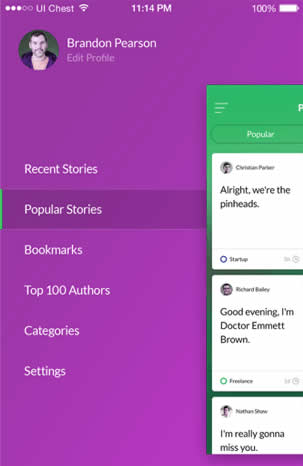 UI Chest 11:14 PM 100%
Brandon Pearson
Edit Profile
Recent Stories
Popular Stories
Bookmarks
Top 100 Authors
Categories
Settings
P
Popular
Christian Parker
Alright, we're the
pinheads.
Startup
Richard Bailey
Good evening, I'm
Doctor Emmett
Brown.
Freelance
Nathan Shaw
I'm really gonna
miss you.